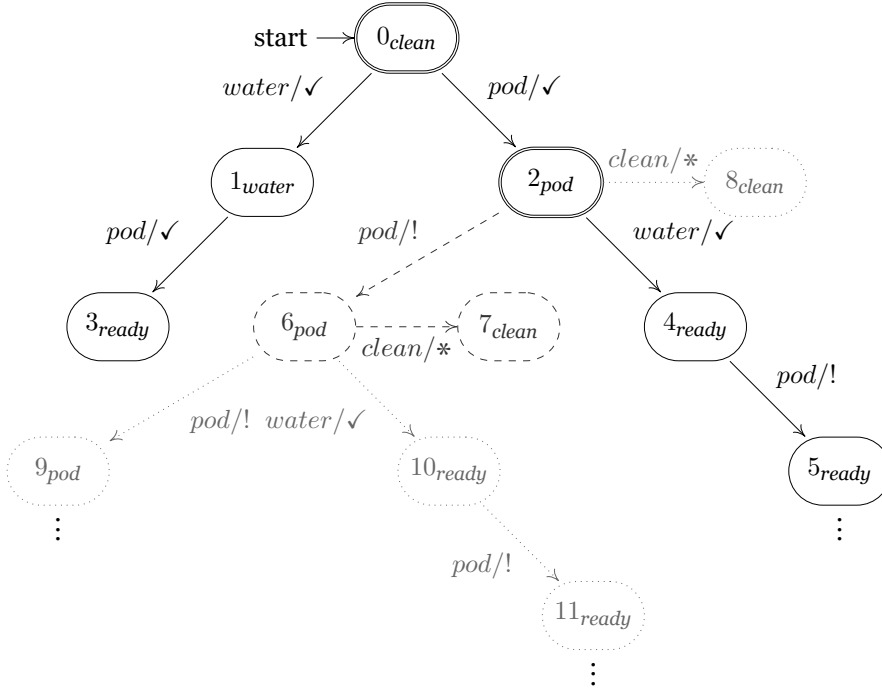 start
0clean
water/✓
pod/✓
1water
2pod
clean/*
8clean
pod/✓
pod/!
water/✓
3ready
6pod
clean/*
7clean
4ready
pod/!
pod/!
water/✓
9pod
10ready
5ready
⋮
⋮
pod/!
11ready
⋮